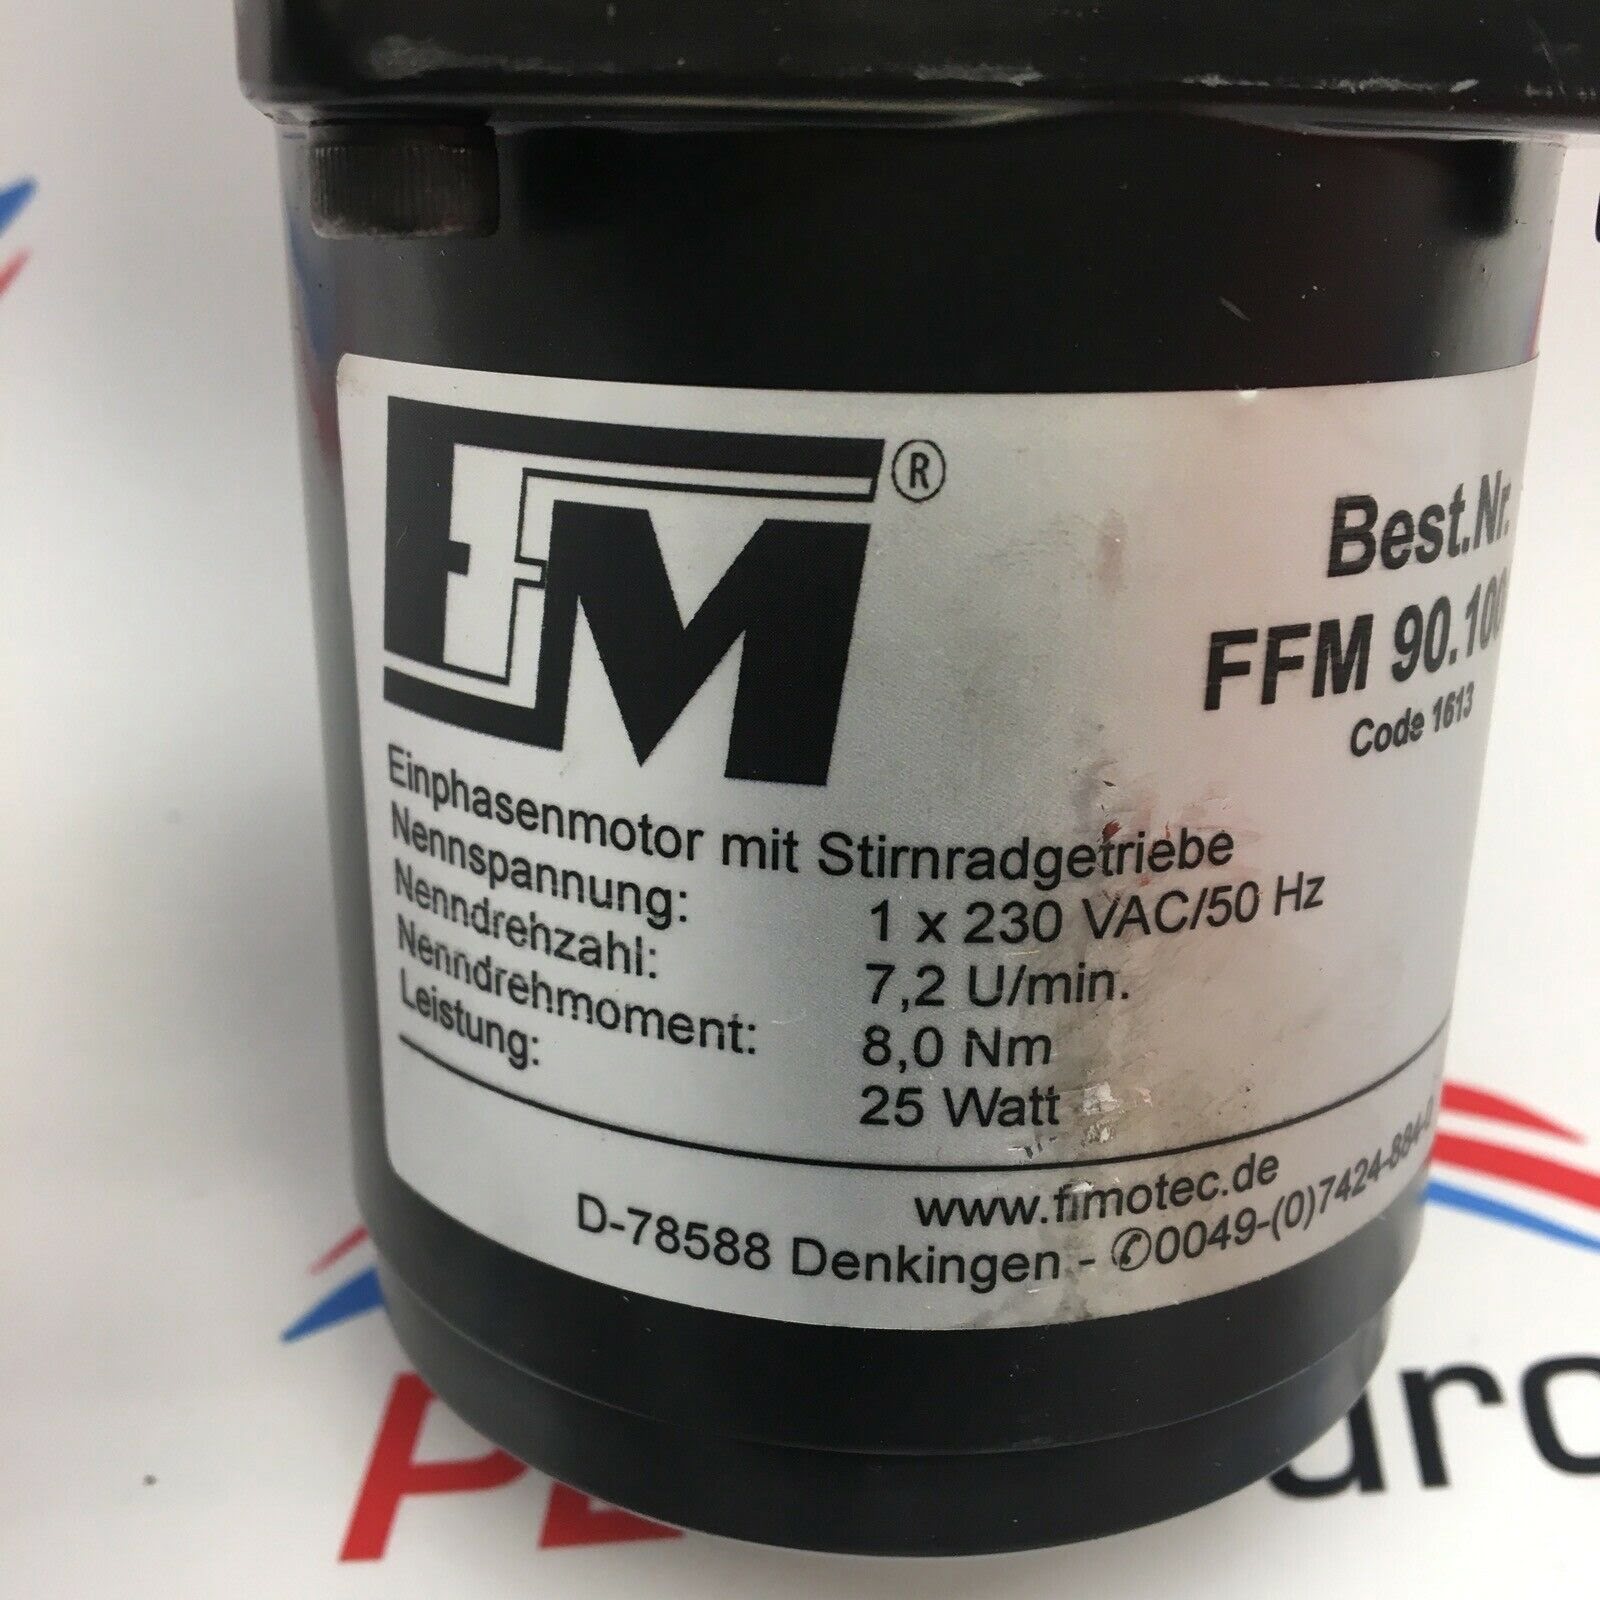 FM®
Best.Nr.
FFM 90.100
Code 1613
Einphasenmotor mit Stirnradgetriebe
Nennspannung: 1 x 230 VAC/50 Hz
Nenndrehzahl: 7,2 U/min.
Nenndrehmoment: 8,0 Nm
Leistung: 25 Watt
www.fimotec.de
D-78588 Denkingen - ✆0049-(0)7424-884-0